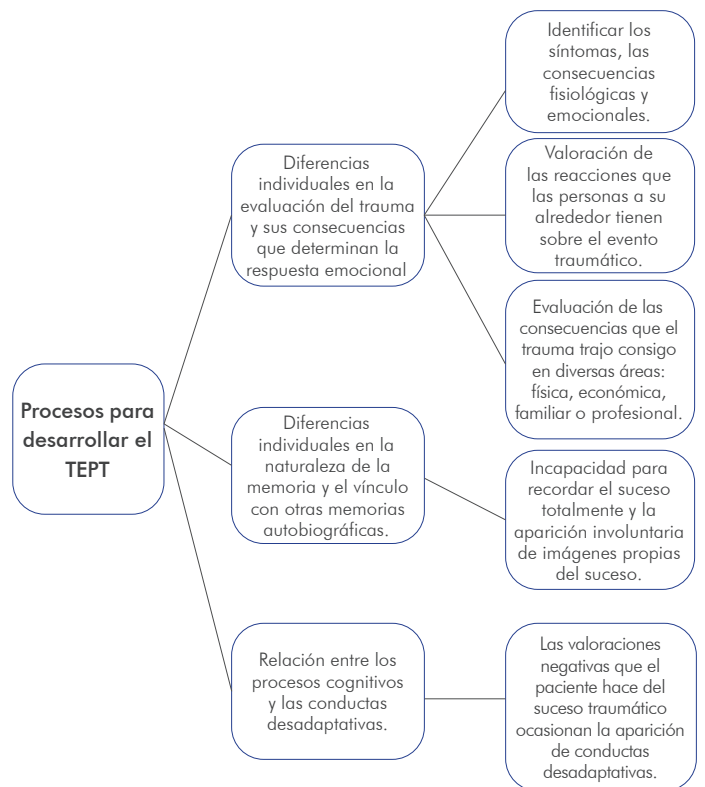 Procesos para
desarrollar el
TEPT
Diferencias
individuales en la
evaluación del trauma
y sus consecuencias
que determinan la
respuesta emocional
Identificar los
síntomas, las
consecuencias
fisiológicas y
emocionales.
Valoración de
las reacciones que
las personas a su
alrededor tienen
sobre el evento
traumático.
Evaluación de las
consecuencias que el
trauma trajo consigo
en diversas áreas:
física, económica,
familiar o profesional.
Diferencias
individuales en la
naturaleza de la
memoria y el vínculo
con otras memorias
autobiográficas.
Incapacidad para
recordar el suceso
totalmente y la
aparición involuntaria
de imágenes propias
del suceso.
Relación entre los
procesos cognitivos
y las conductas
desadaptativas.
Las valoraciones
negativas que el
paciente hace del
suceso traumático
ocasionan la aparición
de conductas
desadaptativas.